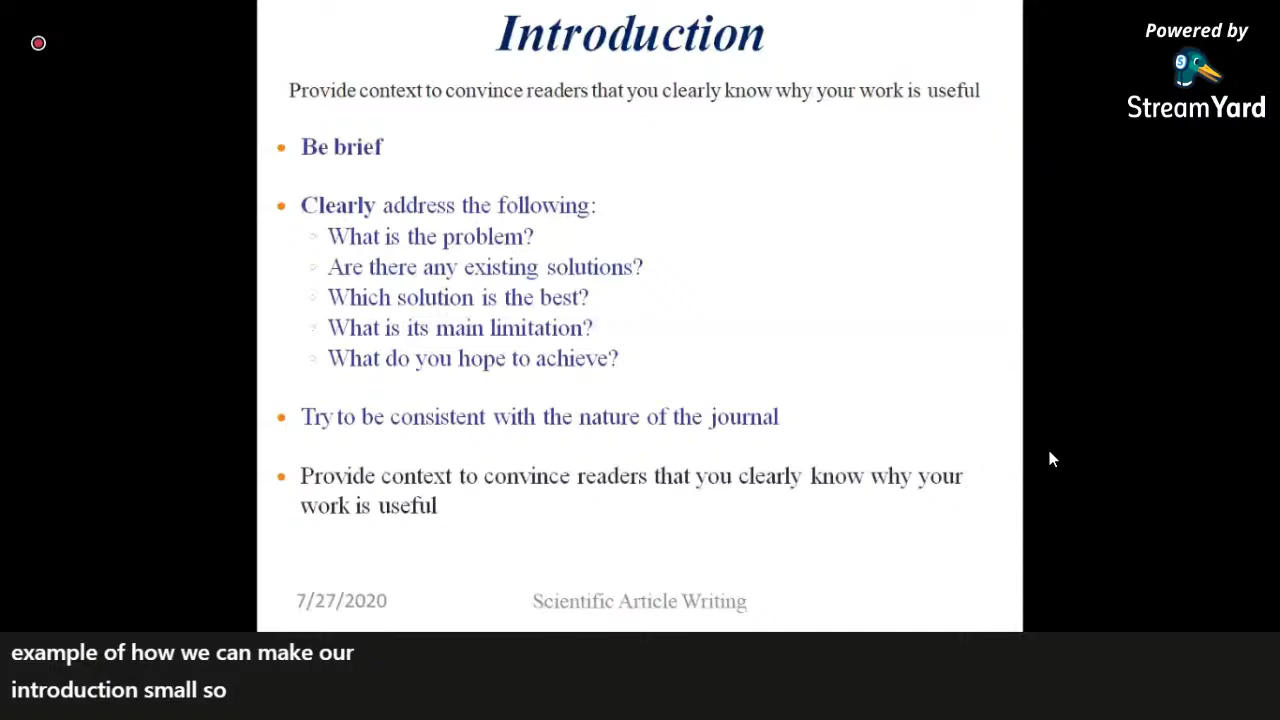 Introduction
Powered by
StreamYard
Provide context to convince readers that you clearly know why your work is useful
Be brief
Clearly address the following:
What is the problem?
Are there any existing solutions?
Which solution is the best?
What is its main limitation?
What do you hope to achieve?
Try to be consistent with the nature of the journal
Provide context to convince readers that you clearly know why your
work is useful
7/27/2020
Scientific Article Writing
example of how we can make our
introduction small so